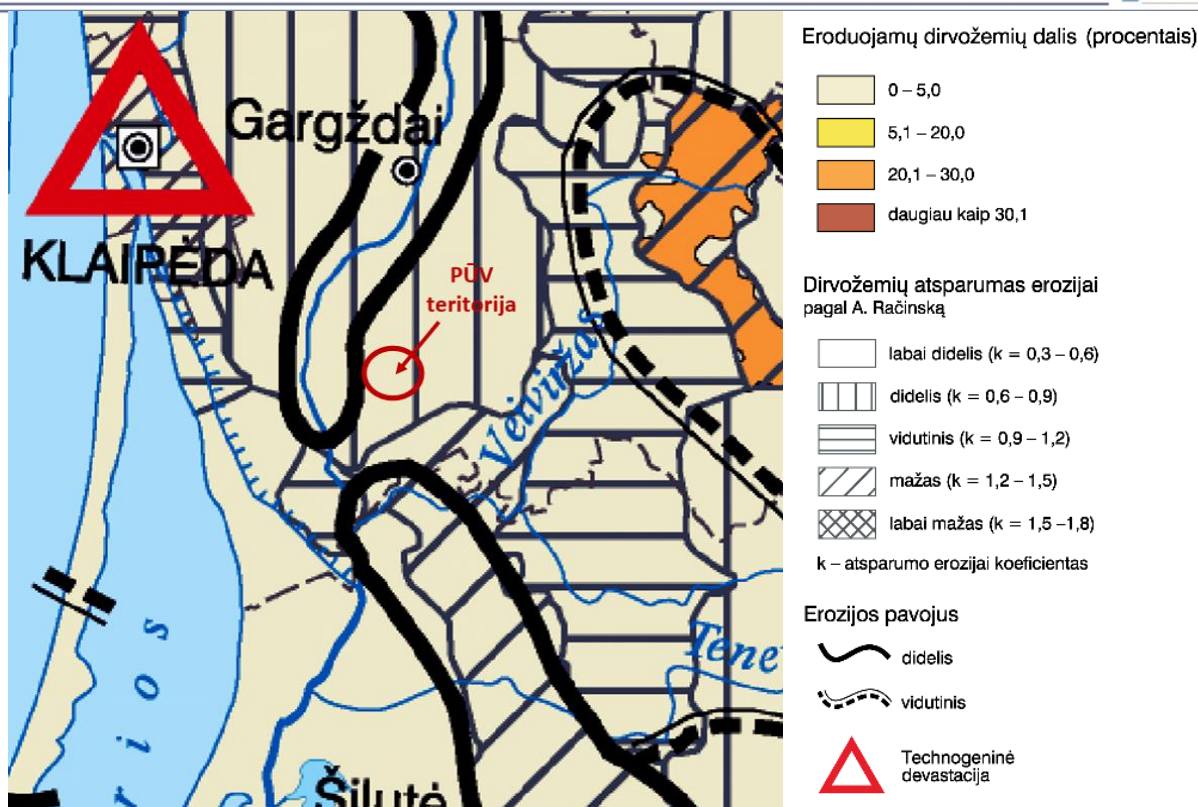 Gargždai
KLAIPĖDA
PŪV
teritorija
Veiviržas
Tene
r i o s
Šilutė
Eroduojamų dirvožemių dalis (procentais)
0 – 5,0
5,1 – 20,0
20,1 – 30,0
daugiau kaip 30,1
Dirvožemių atsparumas erozijai
pagal A. Račinską
labai didelis (k = 0,3 – 0,6)
didelis (k = 0,6 – 0,9)
vidutinis (k = 0,9 – 1,2)
mažas (k = 1,2 – 1,5)
labai mažas (k = 1,5 –1,8)
k – atsparumo erozijai koeficientas
Erozijos pavojus
didelis
vidutinis
Technogeninė
devastacija